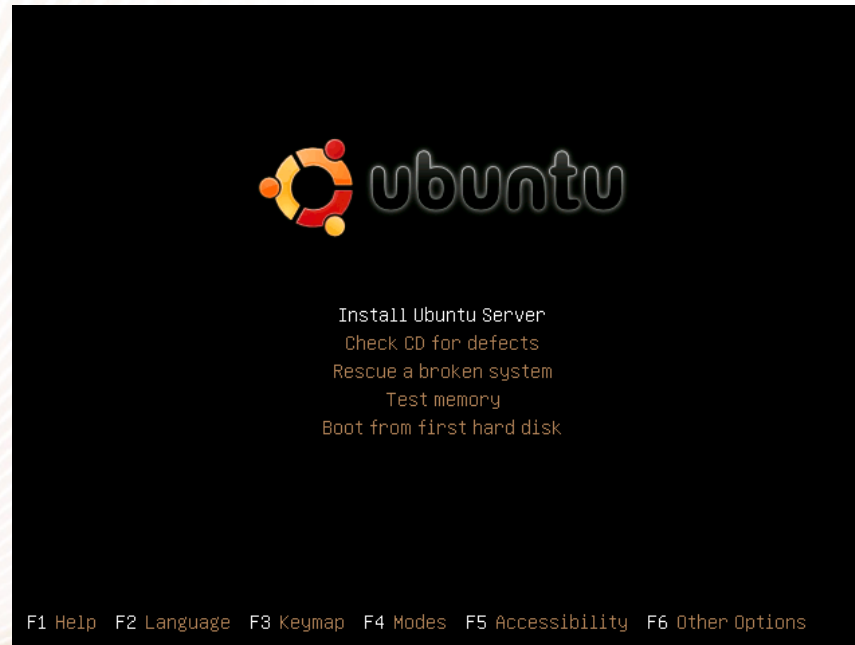 ubuntu
Install Ubuntu Server
Check CD for defects
Rescue a broken system
Test memory
Boot from first hard disk
F1 Help F2 Language F3 Keymap F4 Modes F5 Accessibility F6 Other Options